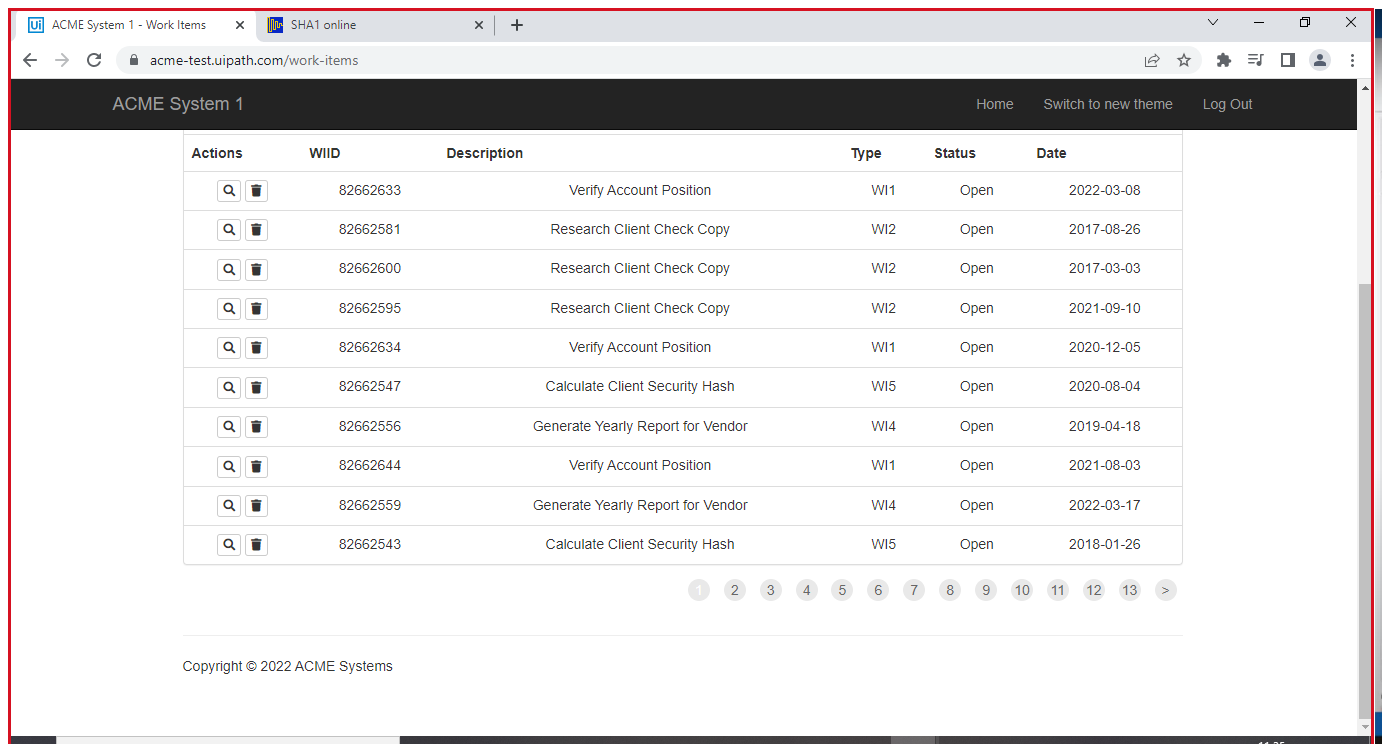 ACME System 1 - Work Items SHA1 online
acme-test.uipath.com/work-items
ACME System 1 Home Switch to new theme Log Out
Actions WIID Description Type Status Date
82662633 Verify Account Position WI1 Open 2022-03-08
82662581 Research Client Check Copy WI2 Open 2017-08-26
82662600 Research Client Check Copy WI2 Open 2017-03-03
82662595 Research Client Check Copy WI2 Open 2021-09-10
82662634 Verify Account Position WI1 Open 2020-12-05
82662547 Calculate Client Security Hash WI5 Open 2020-08-04
82662556 Generate Yearly Report for Vendor WI4 Open 2019-04-18
82662644 Verify Account Position WI1 Open 2021-08-03
82662559 Generate Yearly Report for Vendor WI4 Open 2022-03-17
82662543 Calculate Client Security Hash WI5 Open 2018-01-26
1 2 3 4 5 6 7 8 9 10 11 12 13 >
Copyright © 2022 ACME Systems